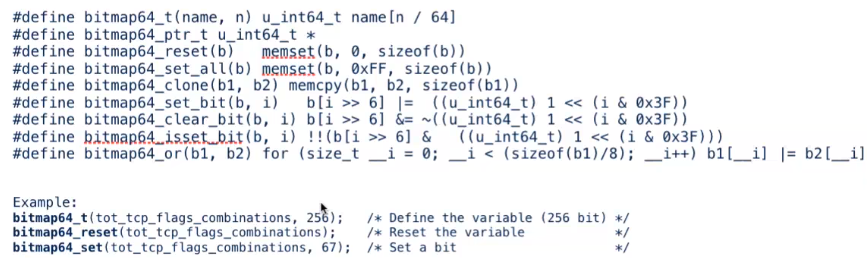 #define bitmap64_t(name, n) u_int64_t name[n / 64]
#define bitmap64_ptr_t u_int64_t *
#define bitmap64_reset(b)   memset(b, 0, sizeof(b))
#define bitmap64_set_all(b) memset(b, 0xFF, sizeof(b))
#define bitmap64_clone(b1, b2) memcpy(b1, b2, sizeof(b1))
#define bitmap64_set_bit(b, i)   b[i >> 6] |=  ((u_int64_t) 1 << (i & 0x3F))
#define bitmap64_clear_bit(b, i) b[i >> 6] &= ~((u_int64_t) 1 << (i & 0x3F))
#define bitmap64_isset_bit(b, i) !!(b[i >> 6] &   ((u_int64_t) 1 << (i & 0x3F)))
#define bitmap64_or(b1, b2) for (size_t __i = 0; __i < (sizeof(b1)/8); __i++) b1[__i] |= b2[__i]
Example:
bitmap64_t(tot_tcp_flags_combinations, 256);   /* Define the variable (256 bit) */
bitmap64_reset(tot_tcp_flags_combinations);    /* Reset the variable            */
bitmap64_set(tot_tcp_flags_combinations, 67);  /* Set a bit                     */